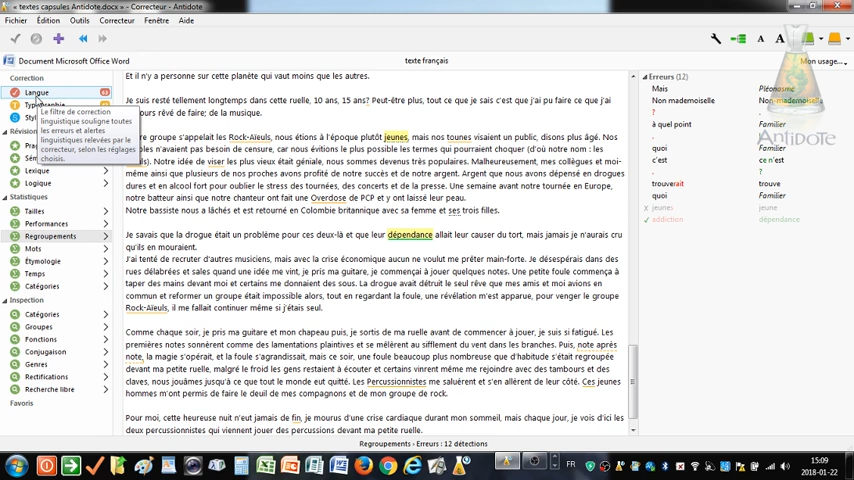 « textes capsules Antidote.docx » - Correcteur - Antidote
Fichier Édition Outils Correcteur Fenêtre Aide
Document Microsoft Office Word
texte français
Mon usage...
Correction
Langue 63
Typographie
Styl
Le filtre de correction
linguistique souligne toutes
les erreurs et alertes
linguistiques relevées par le
correcteur, selon les réglages
choisis.
Révision
Prag
Sém
Lexique
Logique
Statistiques
Tailles
Performances
Regroupements
Mots
Étymologie
Temps
Catégories
Inspection
Catégories
Groupes
Fonctions
Conjugaison
Genres
Rectifications
Recherche libre
Favoris
Et il n'y a personne sur cette planète qui vaut moins que les autres.
Je suis resté tellement longtemps dans cette ruelle, 10 ans, 15 ans? Peut-être plus, tout ce que je sais c'est que j'ai pu faire ce que j'ai
mours rêvé de faire; de la musique.
re groupe s'appelait les Rock-Aïeuls, nous étions à l'époque plutôt jeunes, mais nos tounes visaient un public, disons plus âgé. Nos
bles n'avaient pas besoin de circoncision, car nous évitions le plus possible les termes qui pourraient choquer (d'où notre nom : les
Rock-Aïeuls). Notre idée de viser les plus vieux était géniale, nous sommes devenus très populaires. Malheureusement, mes collègues et moi-
même ainsi que plusieurs de nos proches avons profité de notre succès et de notre argent. Argent que nous avons dépensé en drogues
dures et en alcool fort pour oublier le stress des tournées, des concerts et de la presse. Une semaine avant notre tournée en Europe,
notre batteur ainsi que notre chanteur ont fait une Overdose de PCP et y ont laissé leur peau.
Notre bassiste nous a lâchés et est retourné en Colombie britannique avec sa femme et ses trois filles.
Je savais que la drogue était un problème pour ces deux-là et que leur dépendance allait leur causer du tort, mais jamais je n'aurais cru
qu'ils en mouraient.
J'ai tenté de recruter d'autres musiciens, mais avec la crise économique aucun ne voulut me prêter main-forte. Je désespérais dans des
rues délabrées et sales quand une idée me vint, je pris ma guitare, je commençai à jouer quelques notes. Une petite foule commença à
taper des mains devant moi et certains me donnaient des sous. La drogue avait détruit le seul rêve que mes amis et moi avions en
commun et reformer un groupe était impossible alors, tout en regardant la foule, une révélation m'est apparue, pour venger le groupe
Rock-Aïeuls, il me fallait continuer même si j'étais seul.
Comme chaque soir, je pris ma guitare et mon chapeau puis, je sortis de ma ruelle avant de commencer à jouer, je suis si fatigué. Les
premières notes sonnèrent comme des lamentations plaintives et se mêlèrent au sifflement du vent dans les branches. Puis, note après
note, la magie s'opérait, et la foule s'agrandissait, mais ce soir, une foule beaucoup plus nombreuse que d'habitude s'était regroupée
devant ma petite ruelle, malgré le froid les gens restaient à écouter et certains vinrent même me rejoindre avec des tambours et des
claves, nous jouâmes jusqu'à ce que tout le monde eut quitté. Les Percussionnistes me saluèrent et s'en allèrent de leur côté. Ces jeunes
hommes m'ont permis de faire le deuil de mes compagnons et de mon groupe de rock.
Pour moi, cette heureuse nuit n'eut jamais de fin, je mourus d'une crise cardiaque durant mon sommeil, mais chaque jour, je vois d'ici les
deux percussionnistes qui viennent jouer des percussions devant ma petite ruelle.
Erreurs (12)
Mais Pléonasme
Non mademoiselle Non-mademoiselle
. ?
à quel point Familier
. ?
quoi Familier
c'est ce n'est
. ?
trouverait trouve
quoi Familier
jeunes jeune
addiction dépendance
ANTIDOTE
Regroupements › Erreurs : 12 détections
FR
15:09
2018-01-22